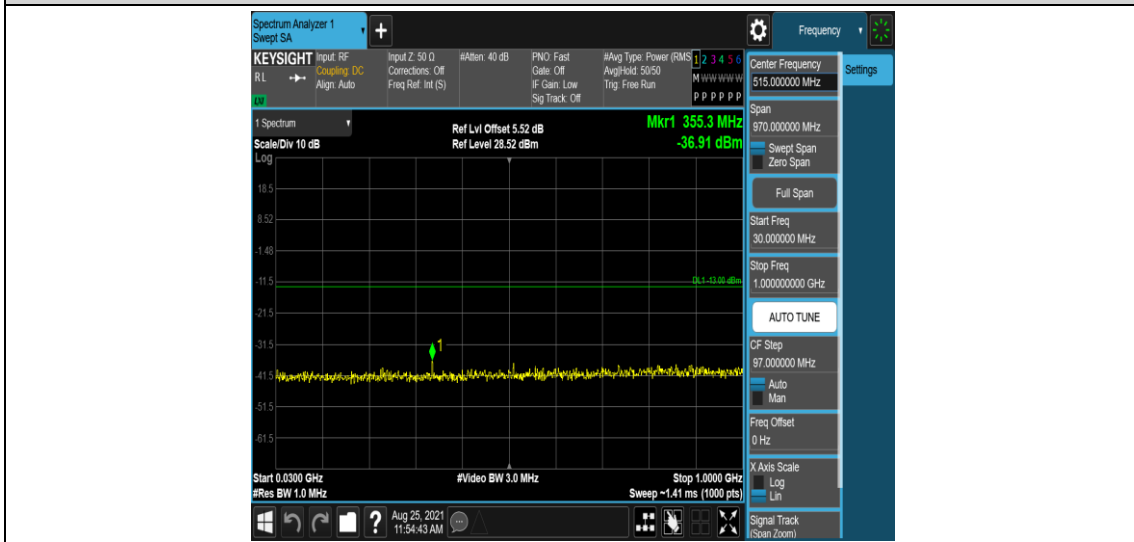 Spectrum Analyzer 1
Swept SA
Frequency
KEYSIGHT
RL
LXI
Input: RF
Coupling: DC
Align: Auto
Input Z: 50 Ω
Corrections: Off
Freq Ref: Int (S)
#Atten: 40 dB
PNO: Fast
Gate: Off
IF Gain: Low
Sig Track: Off
#Avg Type: Power (RMS
Avg|Hold: 50/50
Trig: Free Run
1 2 3 4 5 6
M W W W W W
P P P P P P
Center Frequency
515.000000 MHz
Settings
1 Spectrum
Ref Lvl Offset 5.52 dB
Mkr1 355.3 MHz
Scale/Div 10 dB
Ref Level 28.52 dBm
-36.91 dBm
Log
18.5
8.52
-1.48
-11.5
-21.5
-31.5
-41.5
-51.5
-61.5
DL1 -13.00 dBm
1
Start 0.0300 GHz
#Video BW 3.0 MHz
Stop 1.0000 GHz
#Res BW 1.0 MHz
Sweep ~1.41 ms (1000 pts)
Span
970.000000 MHz
Swept Span
Zero Span
Full Span
Start Freq
30.000000 MHz
Stop Freq
1.000000000 GHz
AUTO TUNE
CF Step
97.000000 MHz
Auto
Man
Freq Offset
0 Hz
X Axis Scale
Log
Lin
Signal Track
(Span Zoom)
?
Aug 25, 2021
11:54:43 AM